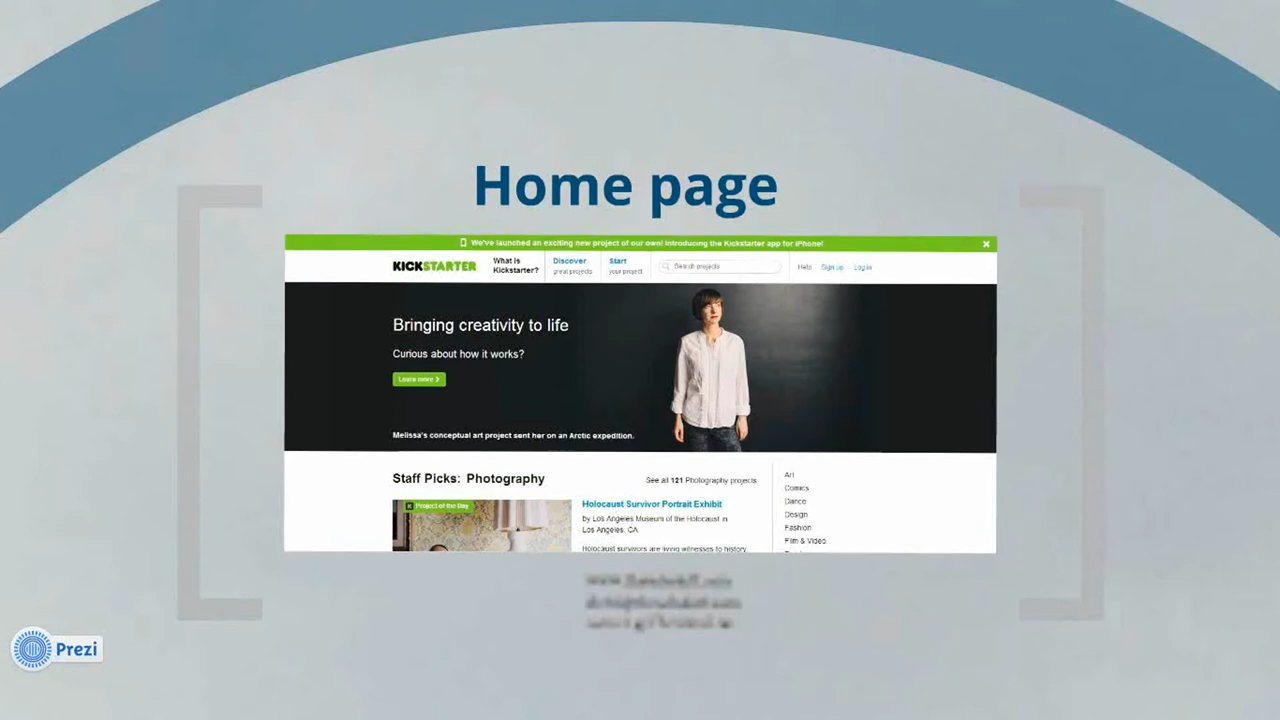 Home page
We've launched an exciting new project of our own! Introducing the Kickstarter app for iPhone!
KICKSTARTER
What is Kickstarter?
Discover great projects
Start your project
Search projects
Help
Sign up
Log in
Bringing creativity to life
Curious about how it works?
Learn more
Melissa's conceptual art project sent her on an Arctic expedition.
Staff Picks: Photography
See all 121 Photography projects
Project of the Day
Holocaust Survivor Portrait Exhibit
by Los Angeles Museum of the Holocaust in
Los Angeles, CA
Holocaust survivors are living witnesses to history.
Art
Comics
Dance
Design
Fashion
Film & Video
Prezi